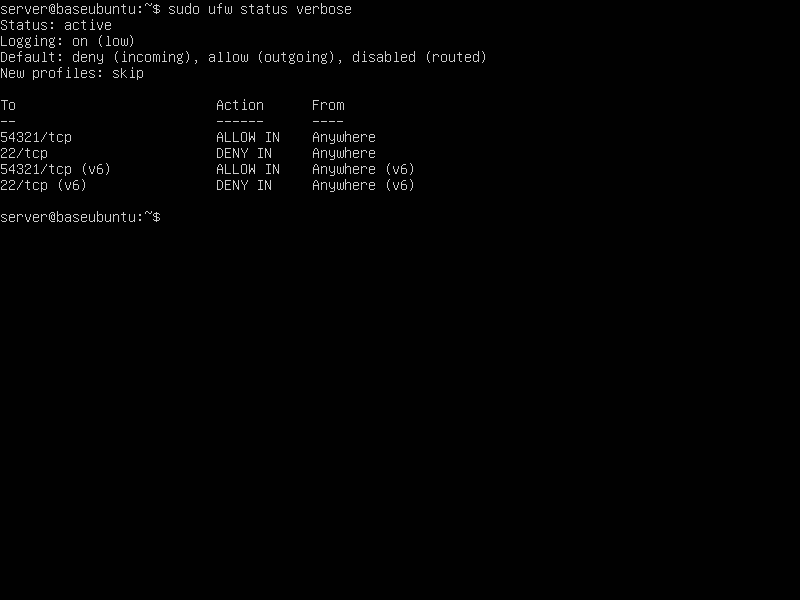 server@baseubuntu:~$ sudo ufw status verbose
Status: active
Logging: on (low)
Default: deny (incoming), allow (outgoing), disabled (routed)
New profiles: skip

To                         Action      From
--                         ------      ----
54321/tcp                  ALLOW IN    Anywhere
22/tcp                     DENY IN     Anywhere
54321/tcp (v6)             ALLOW IN    Anywhere (v6)
22/tcp (v6)                DENY IN     Anywhere (v6)

server@baseubuntu:~$